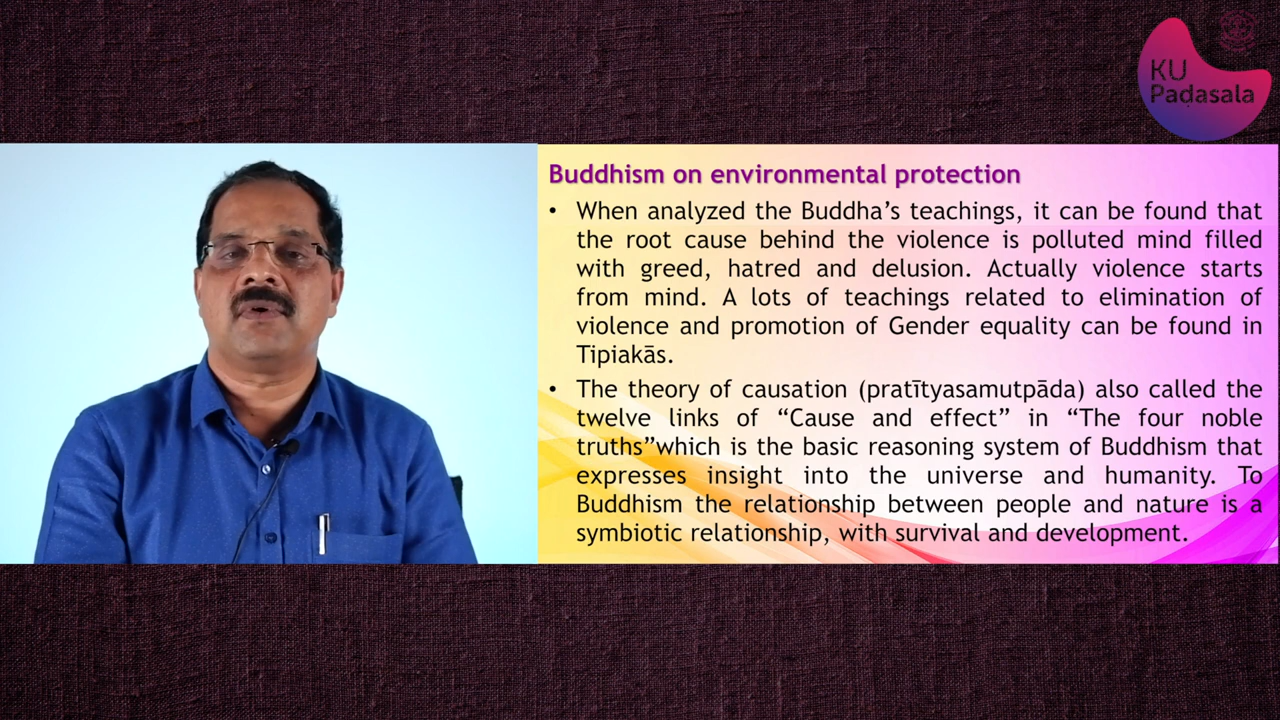 KU
Padasala
Buddhism on environmental protection
• When analyzed the Buddha’s teachings, it can be found that
the root cause behind the violence is polluted mind filled
with greed, hatred and delusion. Actually violence starts
from mind. A lots of teachings related to elimination of
violence and promotion of Gender equality can be found in
Tipiakās.
• The theory of causation (pratītyasamutpāda) also called the
twelve links of “Cause and effect” in “The four noble
truths”which is the basic reasoning system of Buddhism that
expresses insight into the universe and humanity. To
Buddhism the relationship between people and nature is a
symbiotic relationship, with survival and development.